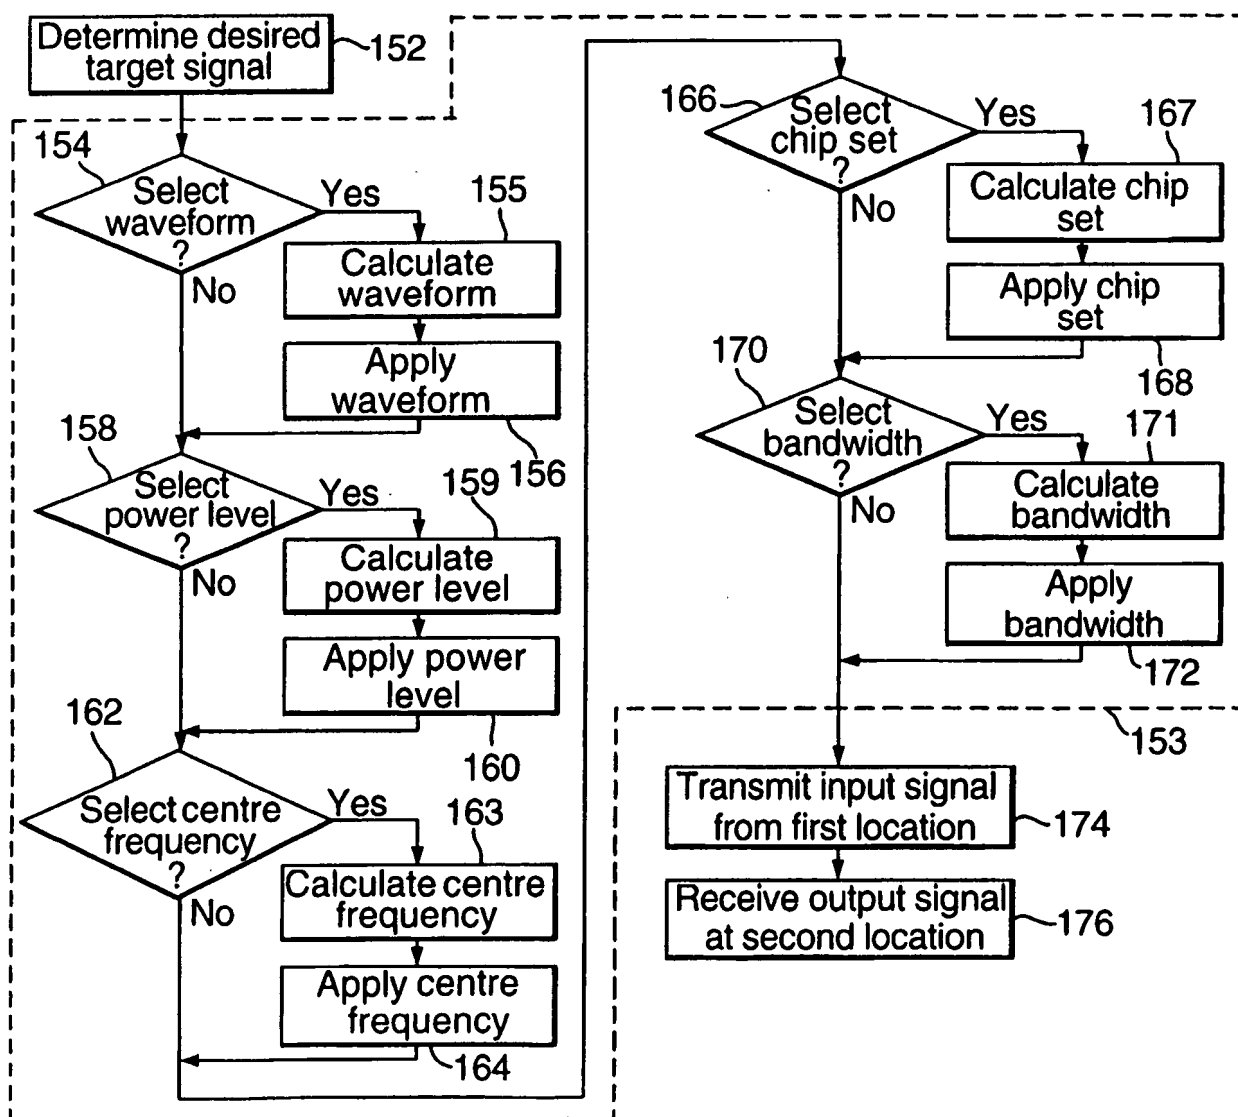 Determine desired
target signal
152
154
Select
waveform
?
Yes
No
155
Calculate
waveform
Apply
waveform
156
158
Select
power level
?
Yes
No
159
Calculate
power level
Apply power
level
160
162
Select centre
frequency
?
Yes
No
163
Calculate centre
frequency
Apply centre
frequency
164
166
Select
chip set
?
Yes
No
167
Calculate chip
set
Apply chip
set
168
170
Select
bandwidth
?
Yes
No
171
Calculate
bandwidth
Apply
bandwidth
172
153
Transmit input signal
from first location
174
Receive output signal
at second location
176